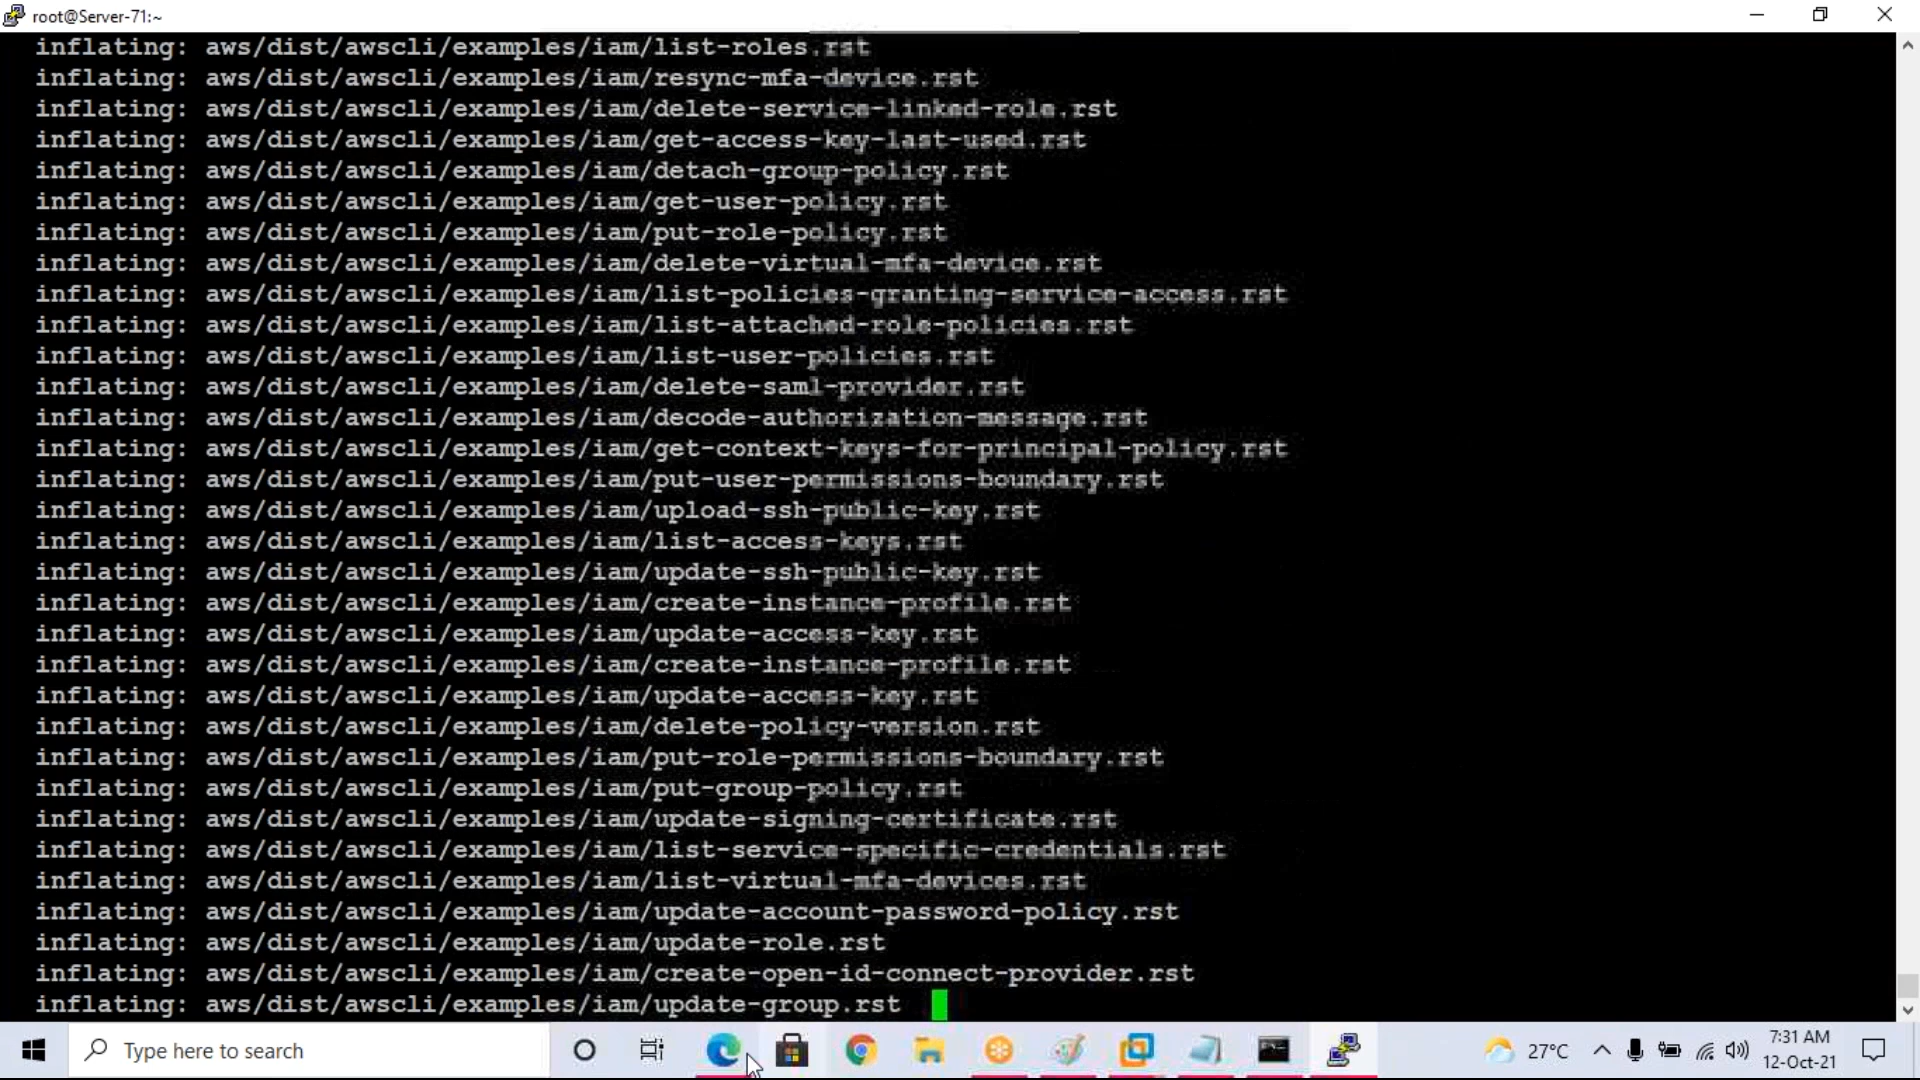 root@Server-71:~
inflating: aws/dist/awscli/examples/iam/list-roles.rst
inflating: aws/dist/awscli/examples/iam/resync-mfa-device.rst
inflating: aws/dist/awscli/examples/iam/delete-service-linked-role.rst
inflating: aws/dist/awscli/examples/iam/get-access-key-last-used.rst
inflating: aws/dist/awscli/examples/iam/detach-group-policy.rst
inflating: aws/dist/awscli/examples/iam/get-user-policy.rst
inflating: aws/dist/awscli/examples/iam/put-role-policy.rst
inflating: aws/dist/awscli/examples/iam/delete-virtual-mfa-device.rst
inflating: aws/dist/awscli/examples/iam/list-policies-granting-service-access.rst
inflating: aws/dist/awscli/examples/iam/list-attached-role-policies.rst
inflating: aws/dist/awscli/examples/iam/list-user-policies.rst
inflating: aws/dist/awscli/examples/iam/delete-saml-provider.rst
inflating: aws/dist/awscli/examples/iam/decode-authorization-message.rst
inflating: aws/dist/awscli/examples/iam/get-context-keys-for-principal-policy.rst
inflating: aws/dist/awscli/examples/iam/put-user-permissions-boundary.rst
inflating: aws/dist/awscli/examples/iam/upload-ssh-public-key.rst
inflating: aws/dist/awscli/examples/iam/list-access-keys.rst
inflating: aws/dist/awscli/examples/iam/update-ssh-public-key.rst
inflating: aws/dist/awscli/examples/iam/create-instance-profile.rst
inflating: aws/dist/awscli/examples/iam/update-access-key.rst
inflating: aws/dist/awscli/examples/iam/create-instance-profile.rst
inflating: aws/dist/awscli/examples/iam/update-access-key.rst
inflating: aws/dist/awscli/examples/iam/delete-policy-version.rst
inflating: aws/dist/awscli/examples/iam/put-role-permissions-boundary.rst
inflating: aws/dist/awscli/examples/iam/put-group-policy.rst
inflating: aws/dist/awscli/examples/iam/update-signing-certificate.rst
inflating: aws/dist/awscli/examples/iam/list-service-specific-credentials.rst
inflating: aws/dist/awscli/examples/iam/list-virtual-mfa-devices.rst
inflating: aws/dist/awscli/examples/iam/update-account-password-policy.rst
inflating: aws/dist/awscli/examples/iam/update-role.rst
inflating: aws/dist/awscli/examples/iam/create-open-id-connect-provider.rst
inflating: aws/dist/awscli/examples/iam/update-group.rst
Type here to search
27°C
7:31 AM
12-Oct-21